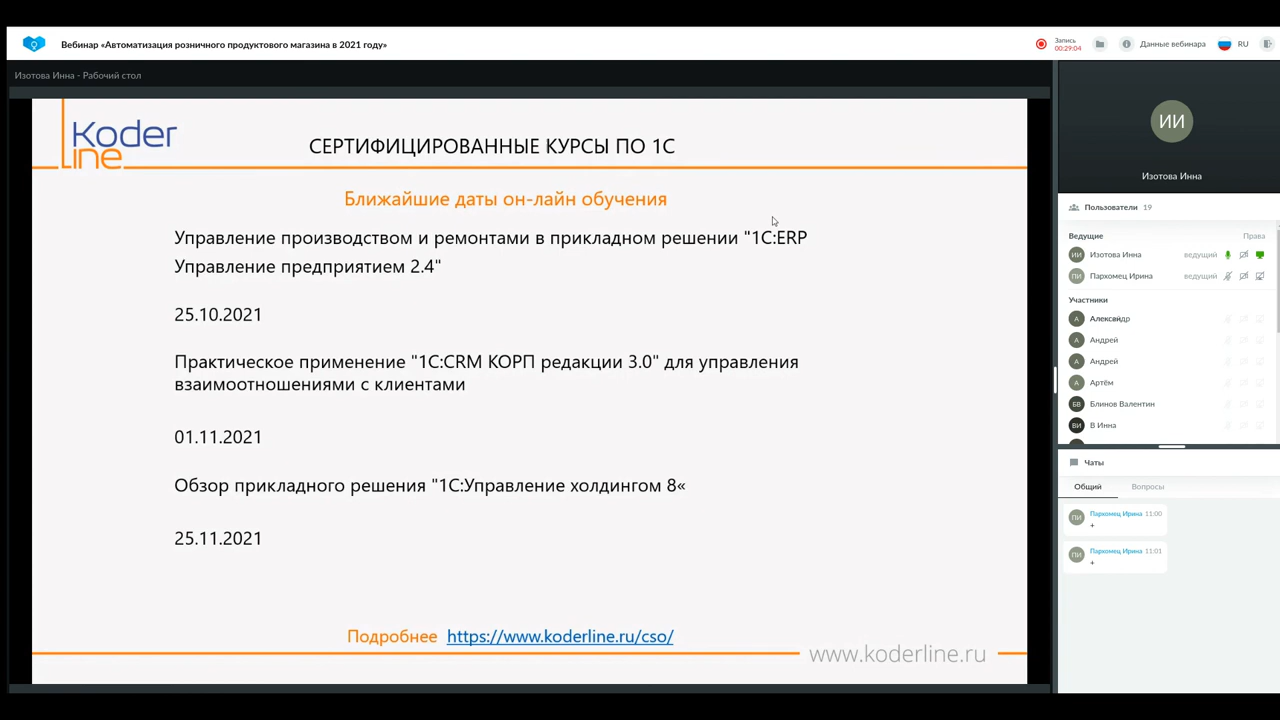 Вебинар «Автоматизация розничного продуктового магазина в 2021 году»
Запись
00:29:04
Данные вебинара
RU
Изотова Инна - Рабочий стол
Koder
line
СЕРТИФИЦИРОВАННЫЕ КУРСЫ ПО 1С
Ближайшие даты он-лайн обучения
Управление производством и ремонтами в прикладном решении "1С:ERP
Управление предприятием 2.4"
25.10.2021
Практическое применение "1С:CRM КОРП редакции 3.0" для управления
взаимоотношениями с клиентами
01.11.2021
Обзор прикладного решения "1С:Управление холдингом 8«
25.11.2021
Подробнее https://www.koderline.ru/cso/
www.koderline.ru
ИИ
Изотова Инна
Пользователи 19
Ведущие Права
ИИ Изотова Инна ведущий
ПИ Пархомец Ирина ведущий
Участники
А
А Андрей
А Андрей
А Артём
БВ Блинов Валентин
ВИ В Инна
Чаты
Общий Вопросы
ПИ Пархомец Ирина 11:00
+
ПИ Пархомец Ирина 11:01
+